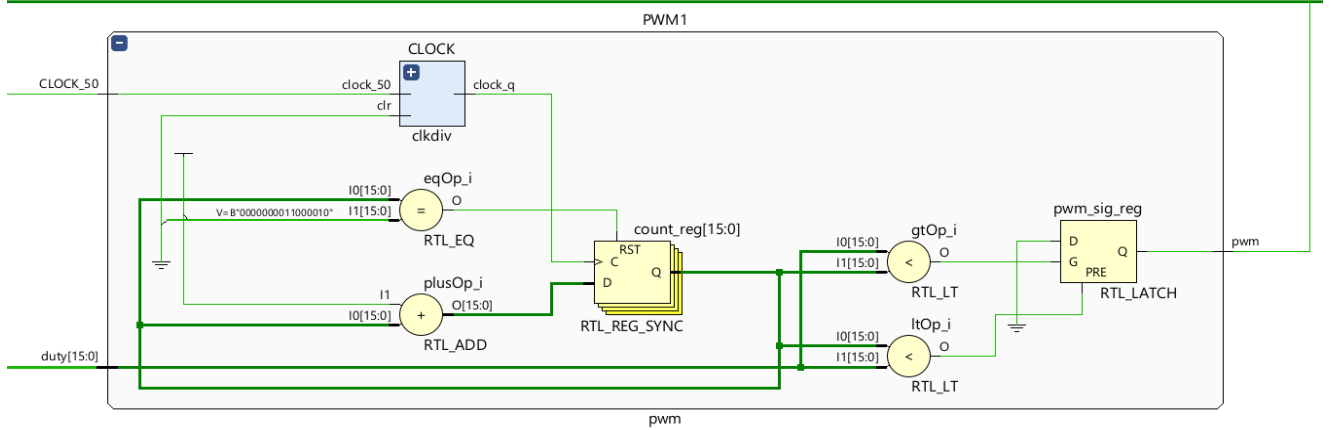 PWM1
CLOCK
CLOCK_50
clock_50
clock_q
clr
clkdiv
eqOp_i
I0[15:0]
O
V=B"0000000011000010"
I1[15:0]
=
RTL_EQ
count_reg[15:0]
RST
C
Q
D
RTL_REG_SYNC
plusOp_i
I1
O[15:0]
I0[15:0]
+
RTL_ADD
gtOp_i
I0[15:0]
O
I1[15:0]
<
RTL_LT
pwm_sig_reg
D
Q
G
PRE
RTL_LATCH
pwm
ltOp_i
I0[15:0]
O
I1[15:0]
<
RTL_LT
duty[15:0]
pwm